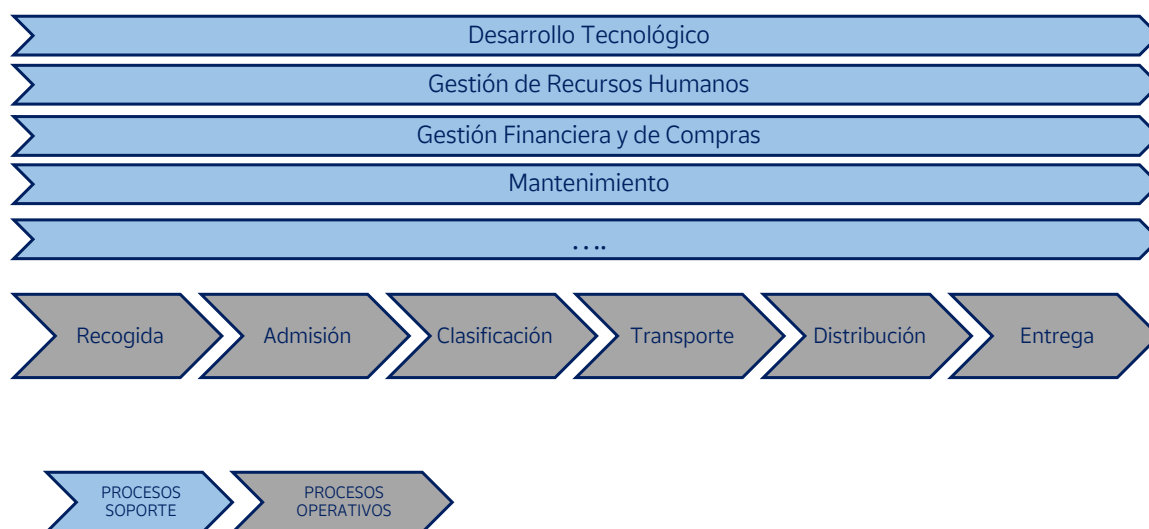 Desarrollo Tecnológico
Gestión de Recursos Humanos
Gestión Financiera y de Compras
Mantenimiento
....
Recogida
Admisión
Clasificación
Transporte
Distribución
Entrega
PROCESOS
SOPORTE
PROCESOS
OPERATIVOS